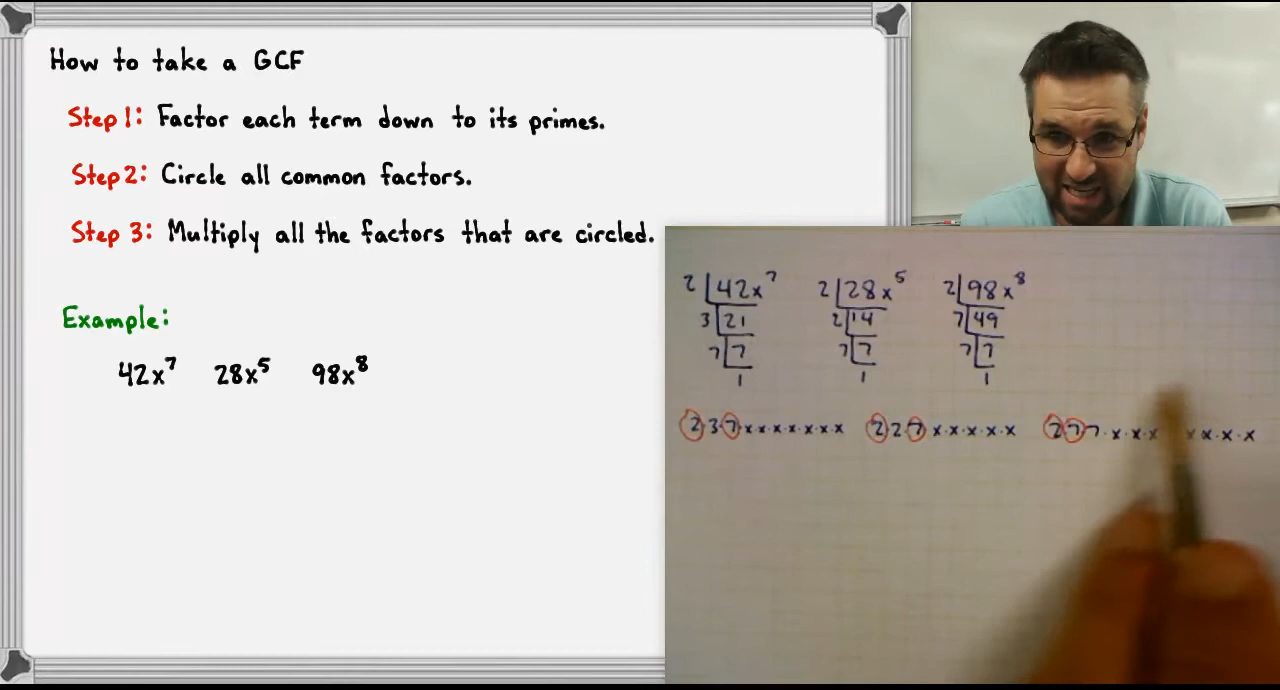 How to take a GCF
Step 1: Factor each term down to its primes.
Step 2: Circle all common factors.
Step 3: Multiply all the factors that are circled.
Example:
42x⁷ 28x⁵ 98x⁸
2 42x⁷ 2 28x⁵ 2 98x⁸
3 21 2 14 7 49
7 7 7 7 7 7
1 1 1
2·3·7·x·x·x·x·x·x·x 2·2·7·x·x·x·x·x 2·7·7·x·x·x x·x·x·x